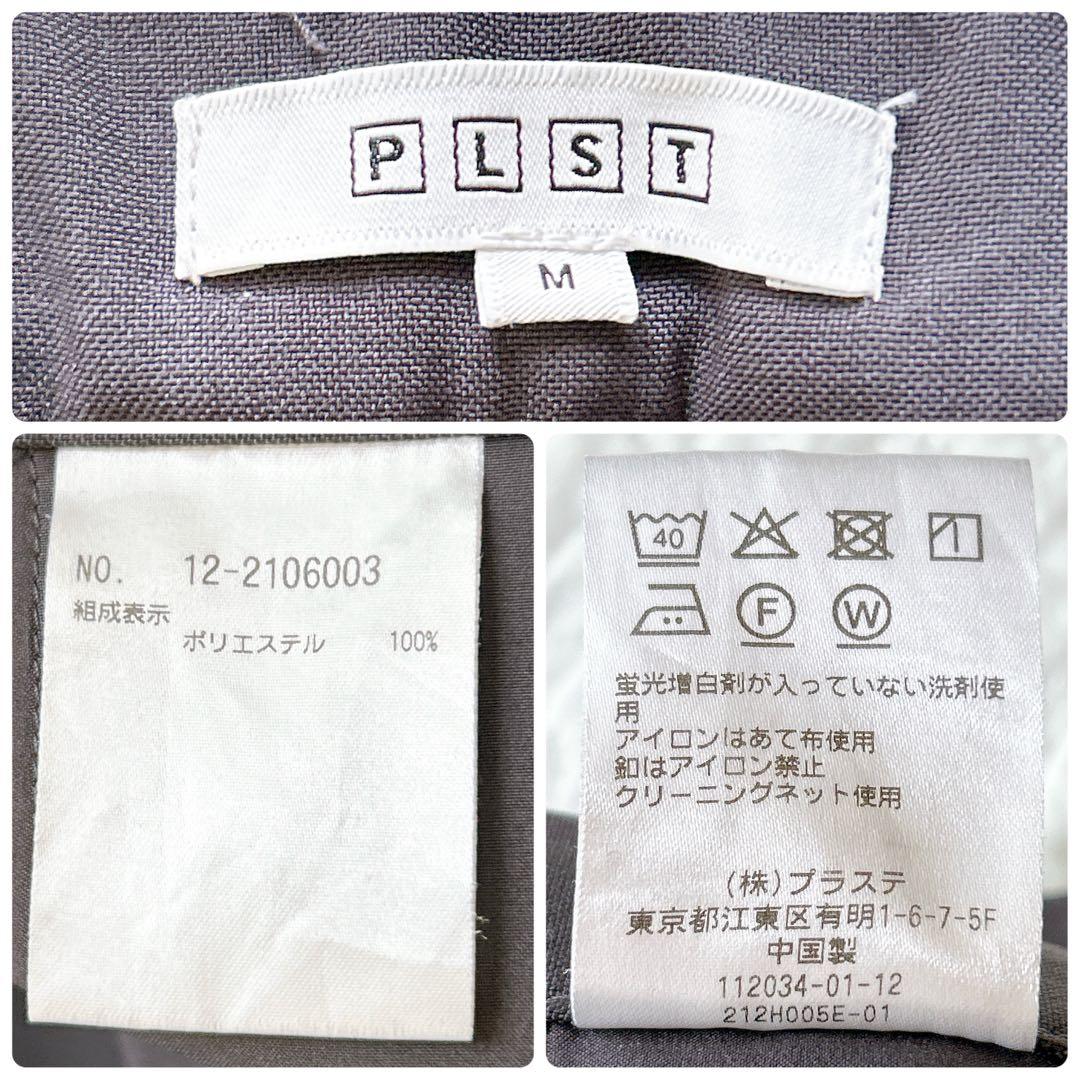 PLST
M
NO. 12-2106003
組成表示
ポリエステル 100%
40
F W
蛍光増白剤が入っていない洗剤使
用
アイロンはあて布使用
釦はアイロン禁止
クリーニングネット使用
(株)プラステ
東京都江東区有明1-6-7-5F
中国製
112034-01-12
212H005E-01